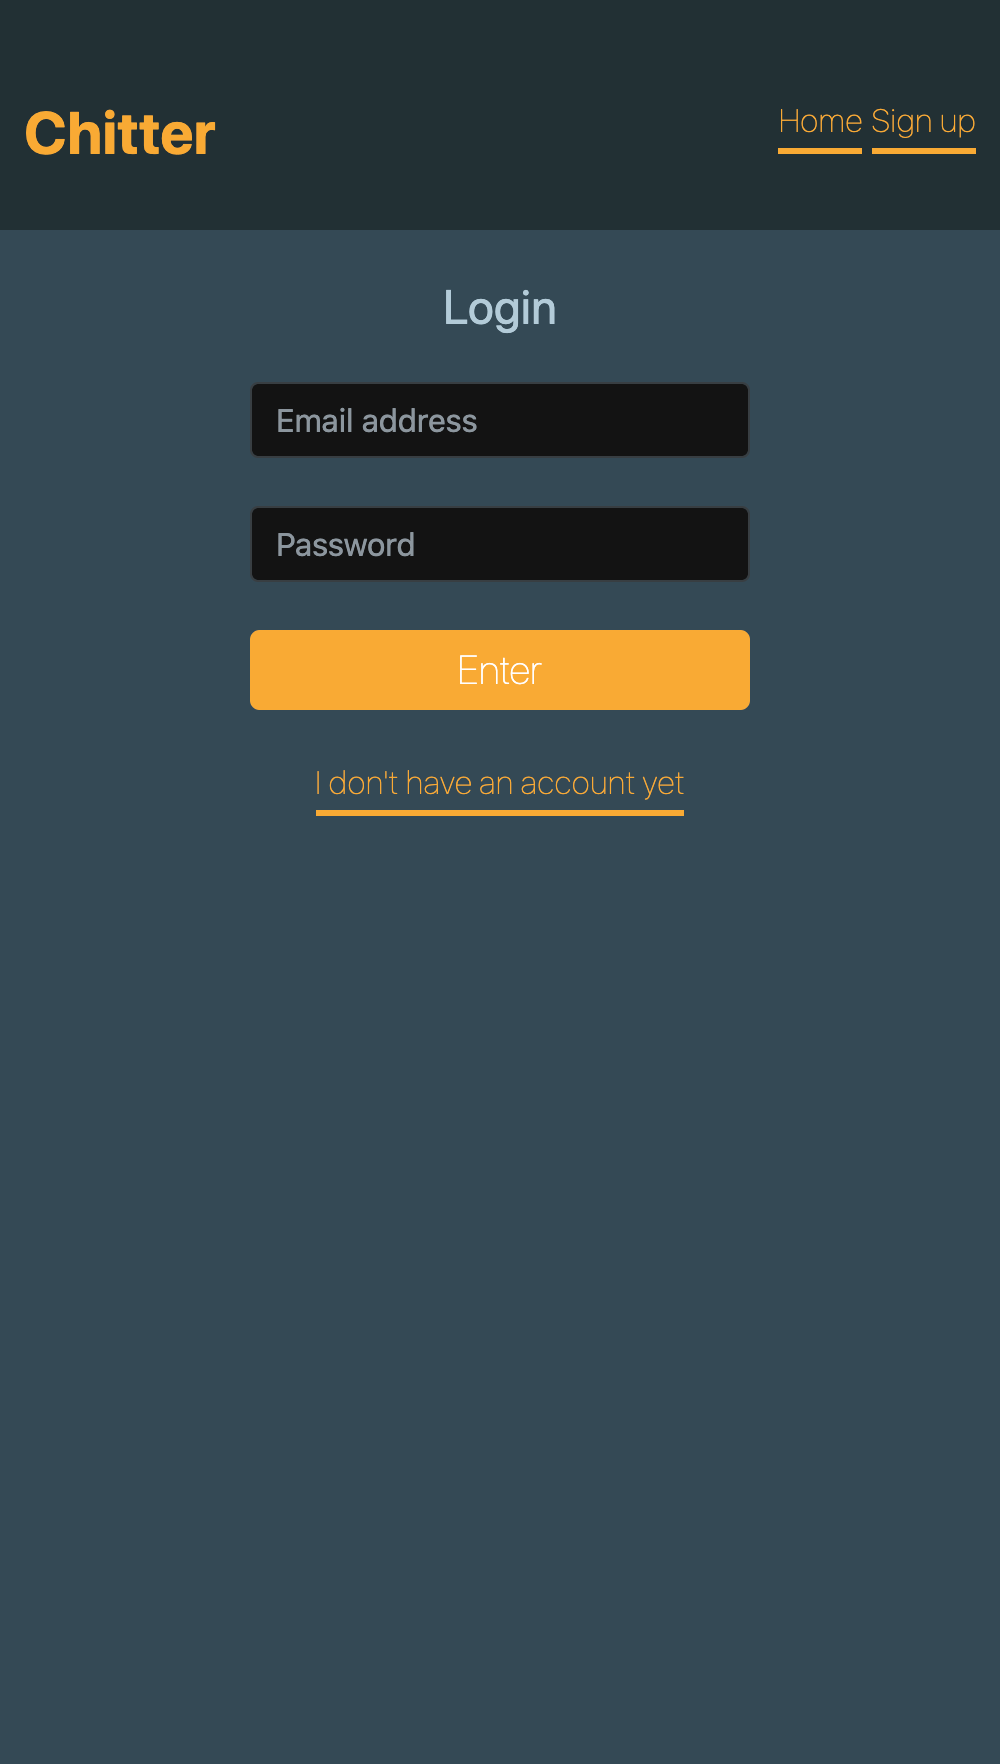 Chitter
Home Sign up
Login
Email address
Password
Enter
I don't have an account yet